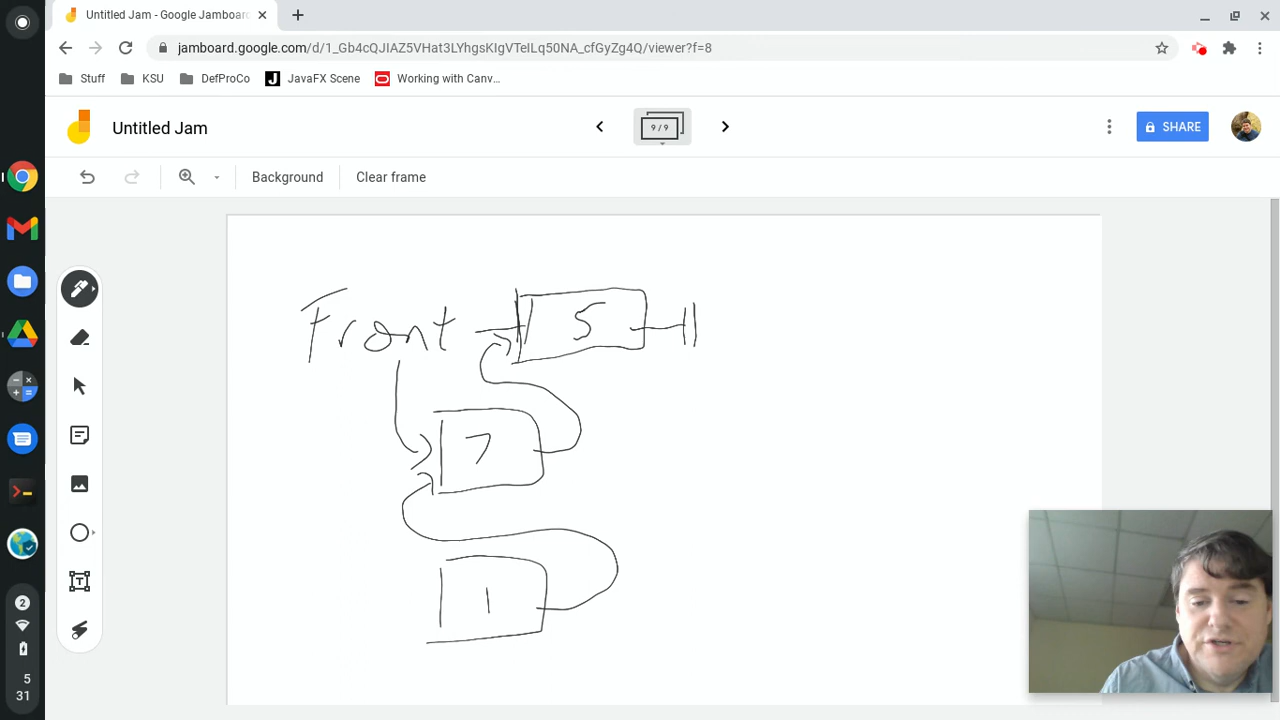 Untitled Jam - Google Jamboard
jamboard.google.com/d/1_Gb4cQJIAZ5VHat3LYhgsKIgVTeILq50NA_cfGyZg4Q/viewer?f=8
Stuff KSU DefProCo J JavaFX Scene Working with Canv...
Untitled Jam 9 / 9 SHARE
Background Clear frame
Front 5
7
1
2
5
31